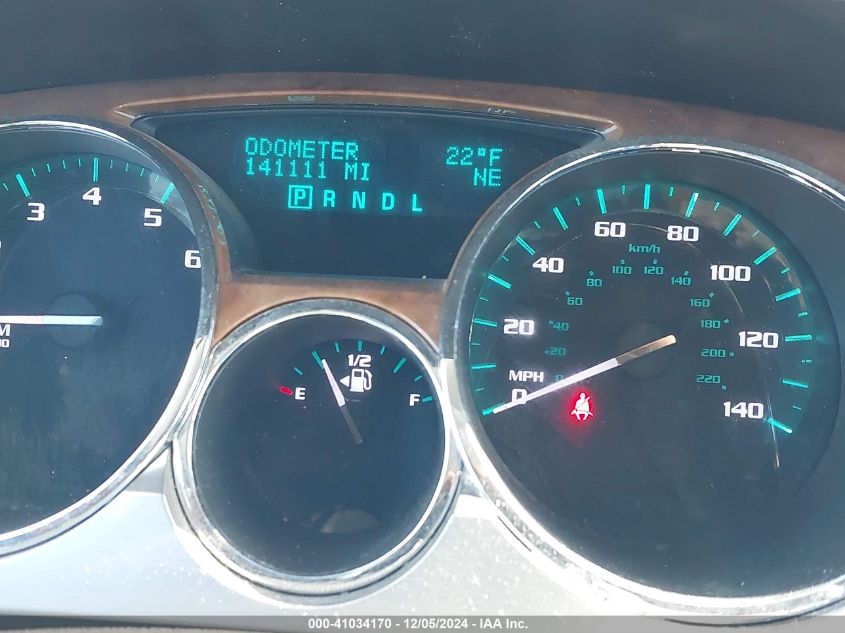 ODOMETER 22°F
141111 MI NE
P R N D L
3 4 5 6
E 1/2 F
MPH
0 20 40 60 80 100 120 140
km/h
0 20 40 60 80 100 120 140 160 180 200 220
000-41034170 - 12/05/2024 - IAA Inc.